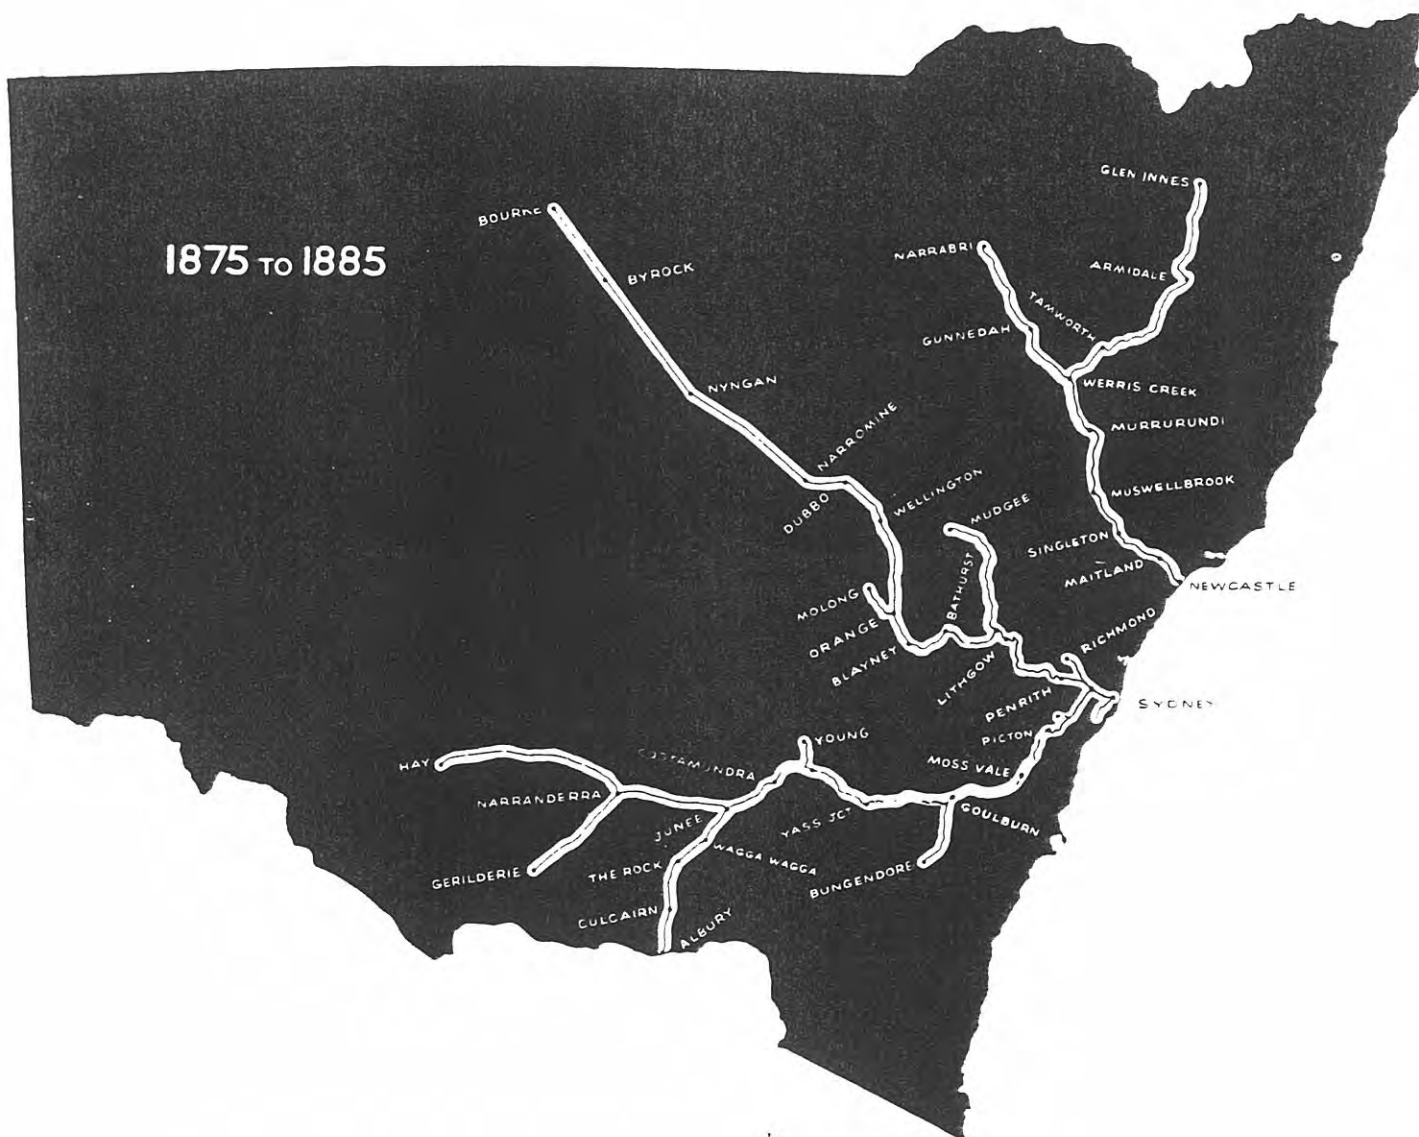 GLEN INNES
BOURKE
1875 TO 1885
NARRABRI
BYROCK
ARMIDALE
TAMWORTH
GUNNEDAH
NYNGAN
WERRIS CREEK
NARROMINE
MURRURUNDI
WELLINGTON
MUSWELLBROOK
DUBBO
MUDGEE
SINGLETON
MAITLAND
NEWCASTLE
BATHURST
MOLONG
ORANGE
RICHMOND
BLAYNEY
LITHGOW
PENRITH
SYDNEY
PICTON
YOUNG
HAY
COOTAMUNDRA
MOSS VALE
NARRANDERRA
JUNEE
YASS JCT
GOULBURN
GERILDERIE
THE ROCK
WAGGA WAGGA
BUNGENDORE
CULCAIRN
ALBURY